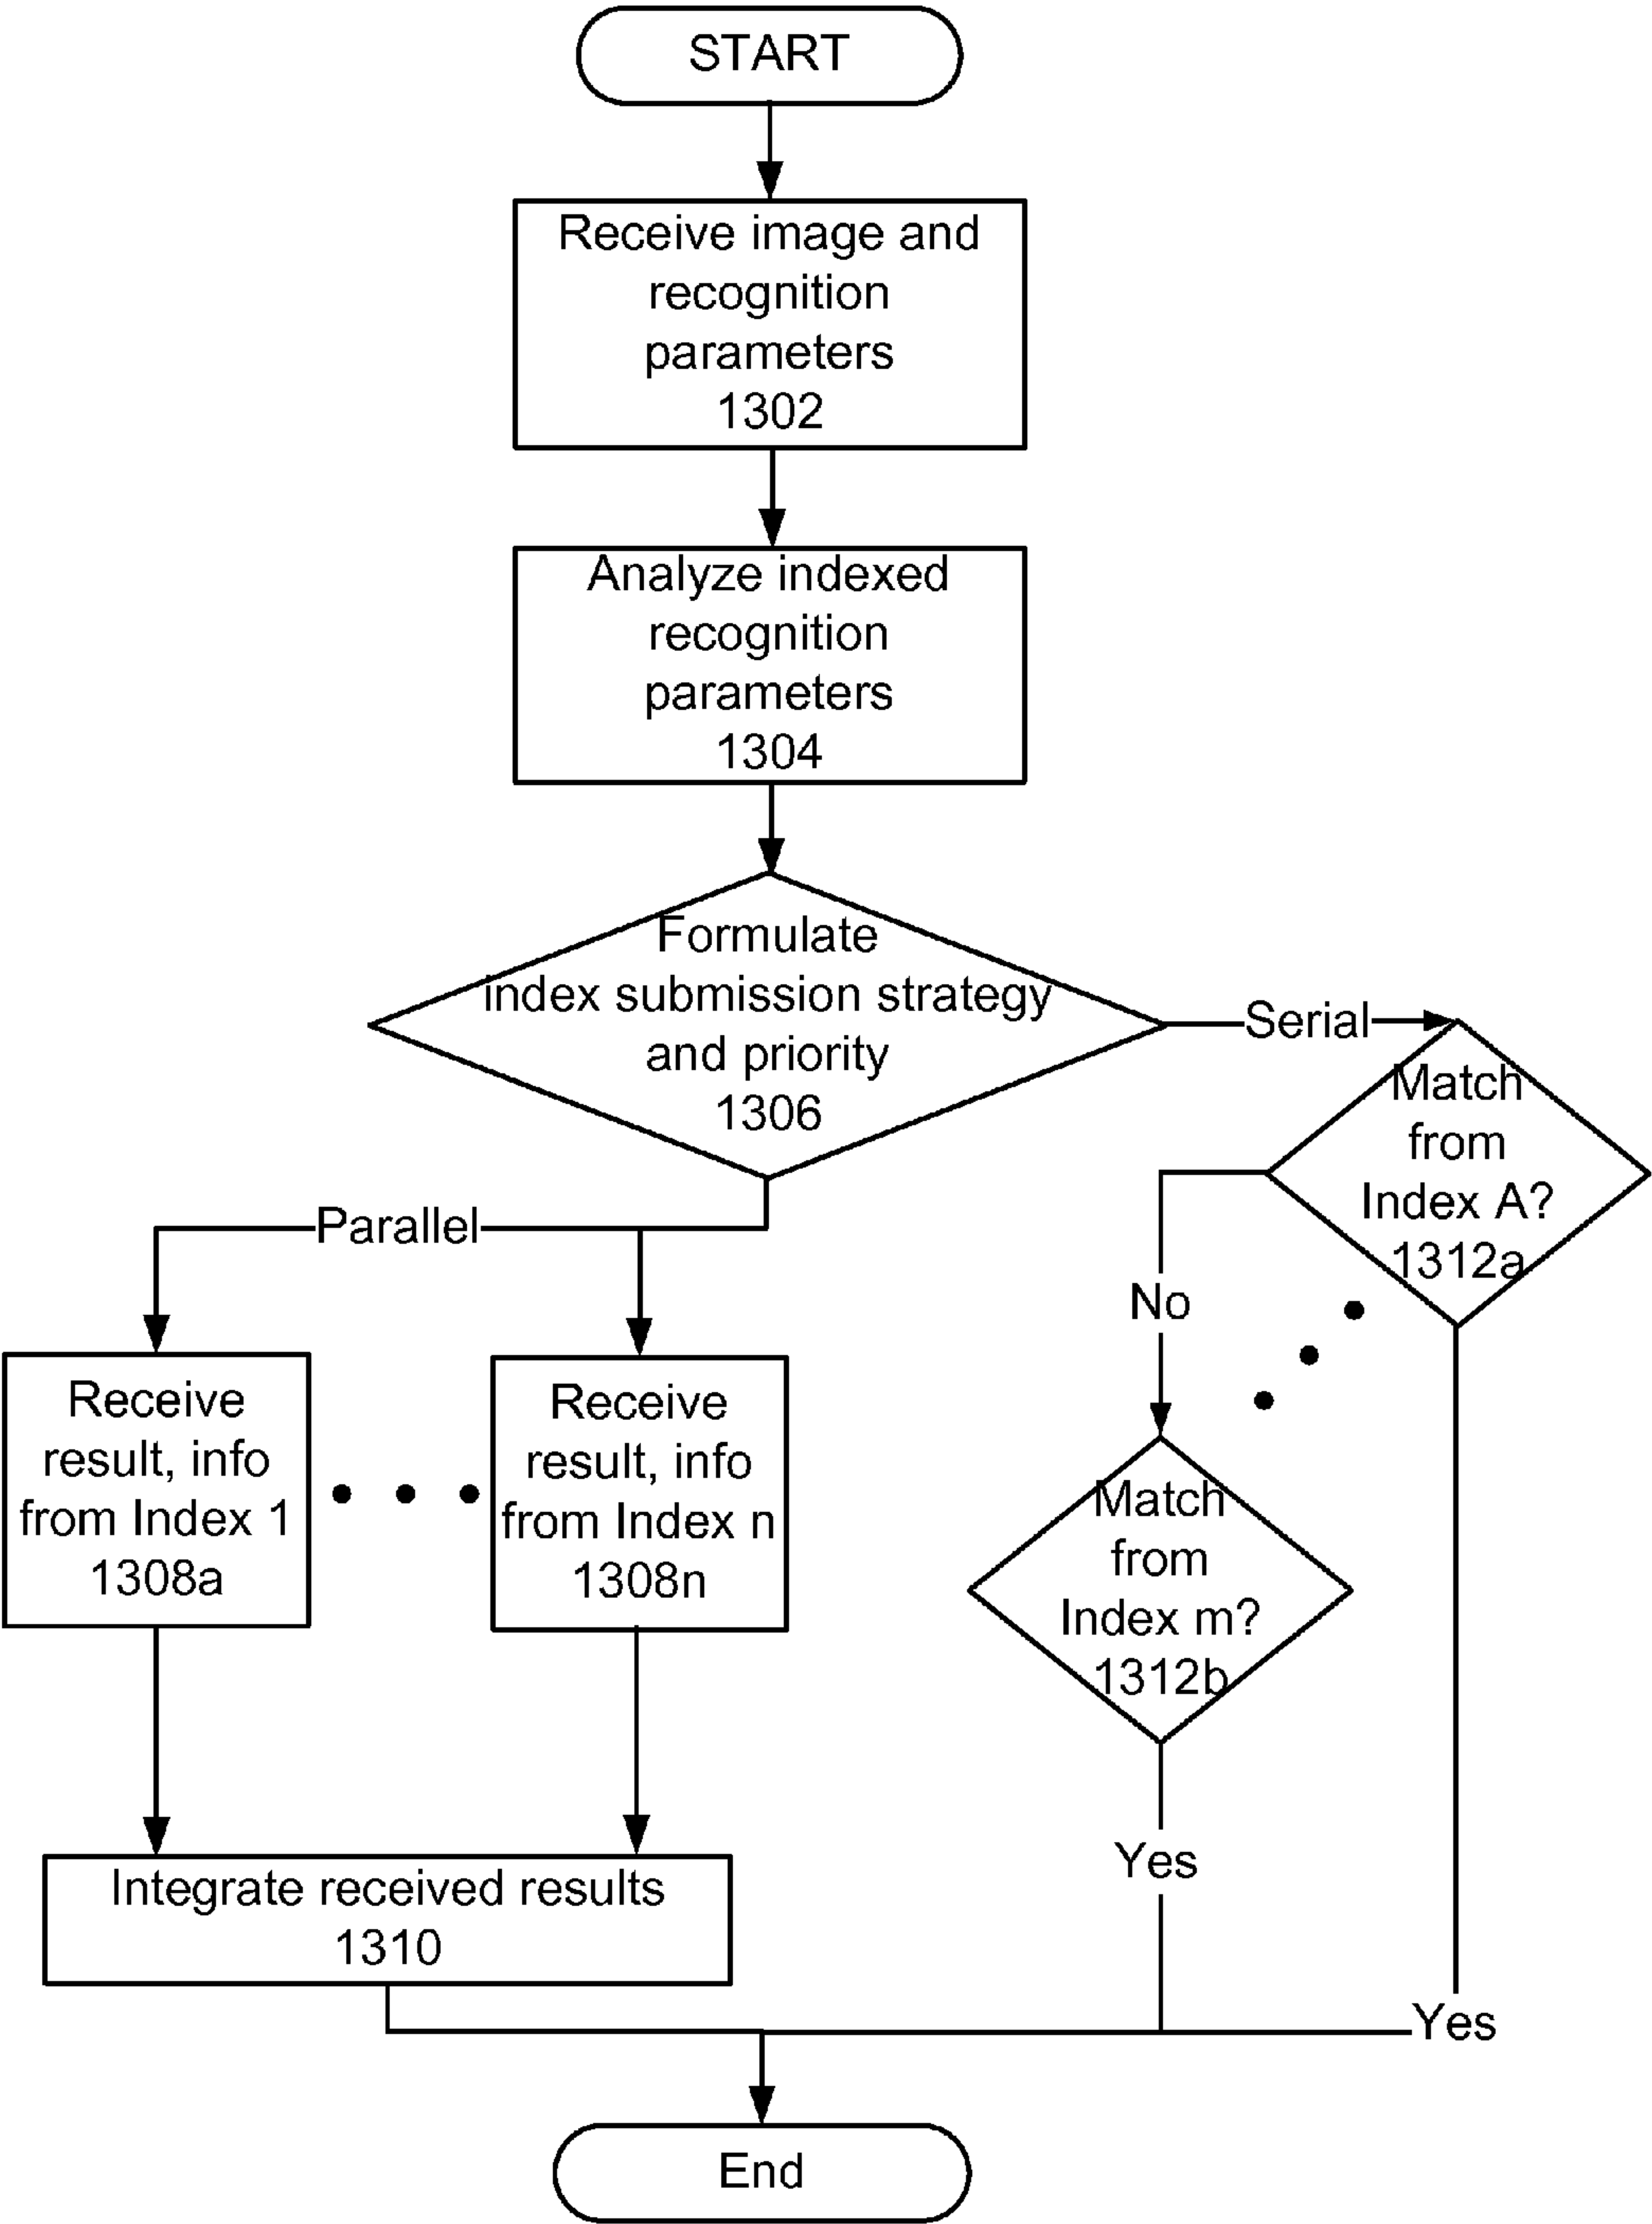 START
Receive image and
recognition
parameters
1302
Analyze indexed
recognition
parameters
1304
Formulate
index submission strategy
and priority
1306
Serial
Match
from
Index A?
1312a
Parallel
No
Receive
result, info
from Index 1
1308a
Receive
result, info
from Index n
1308n
Match
from
Index m?
1312b
Yes
Integrate received results
1310
Yes
End